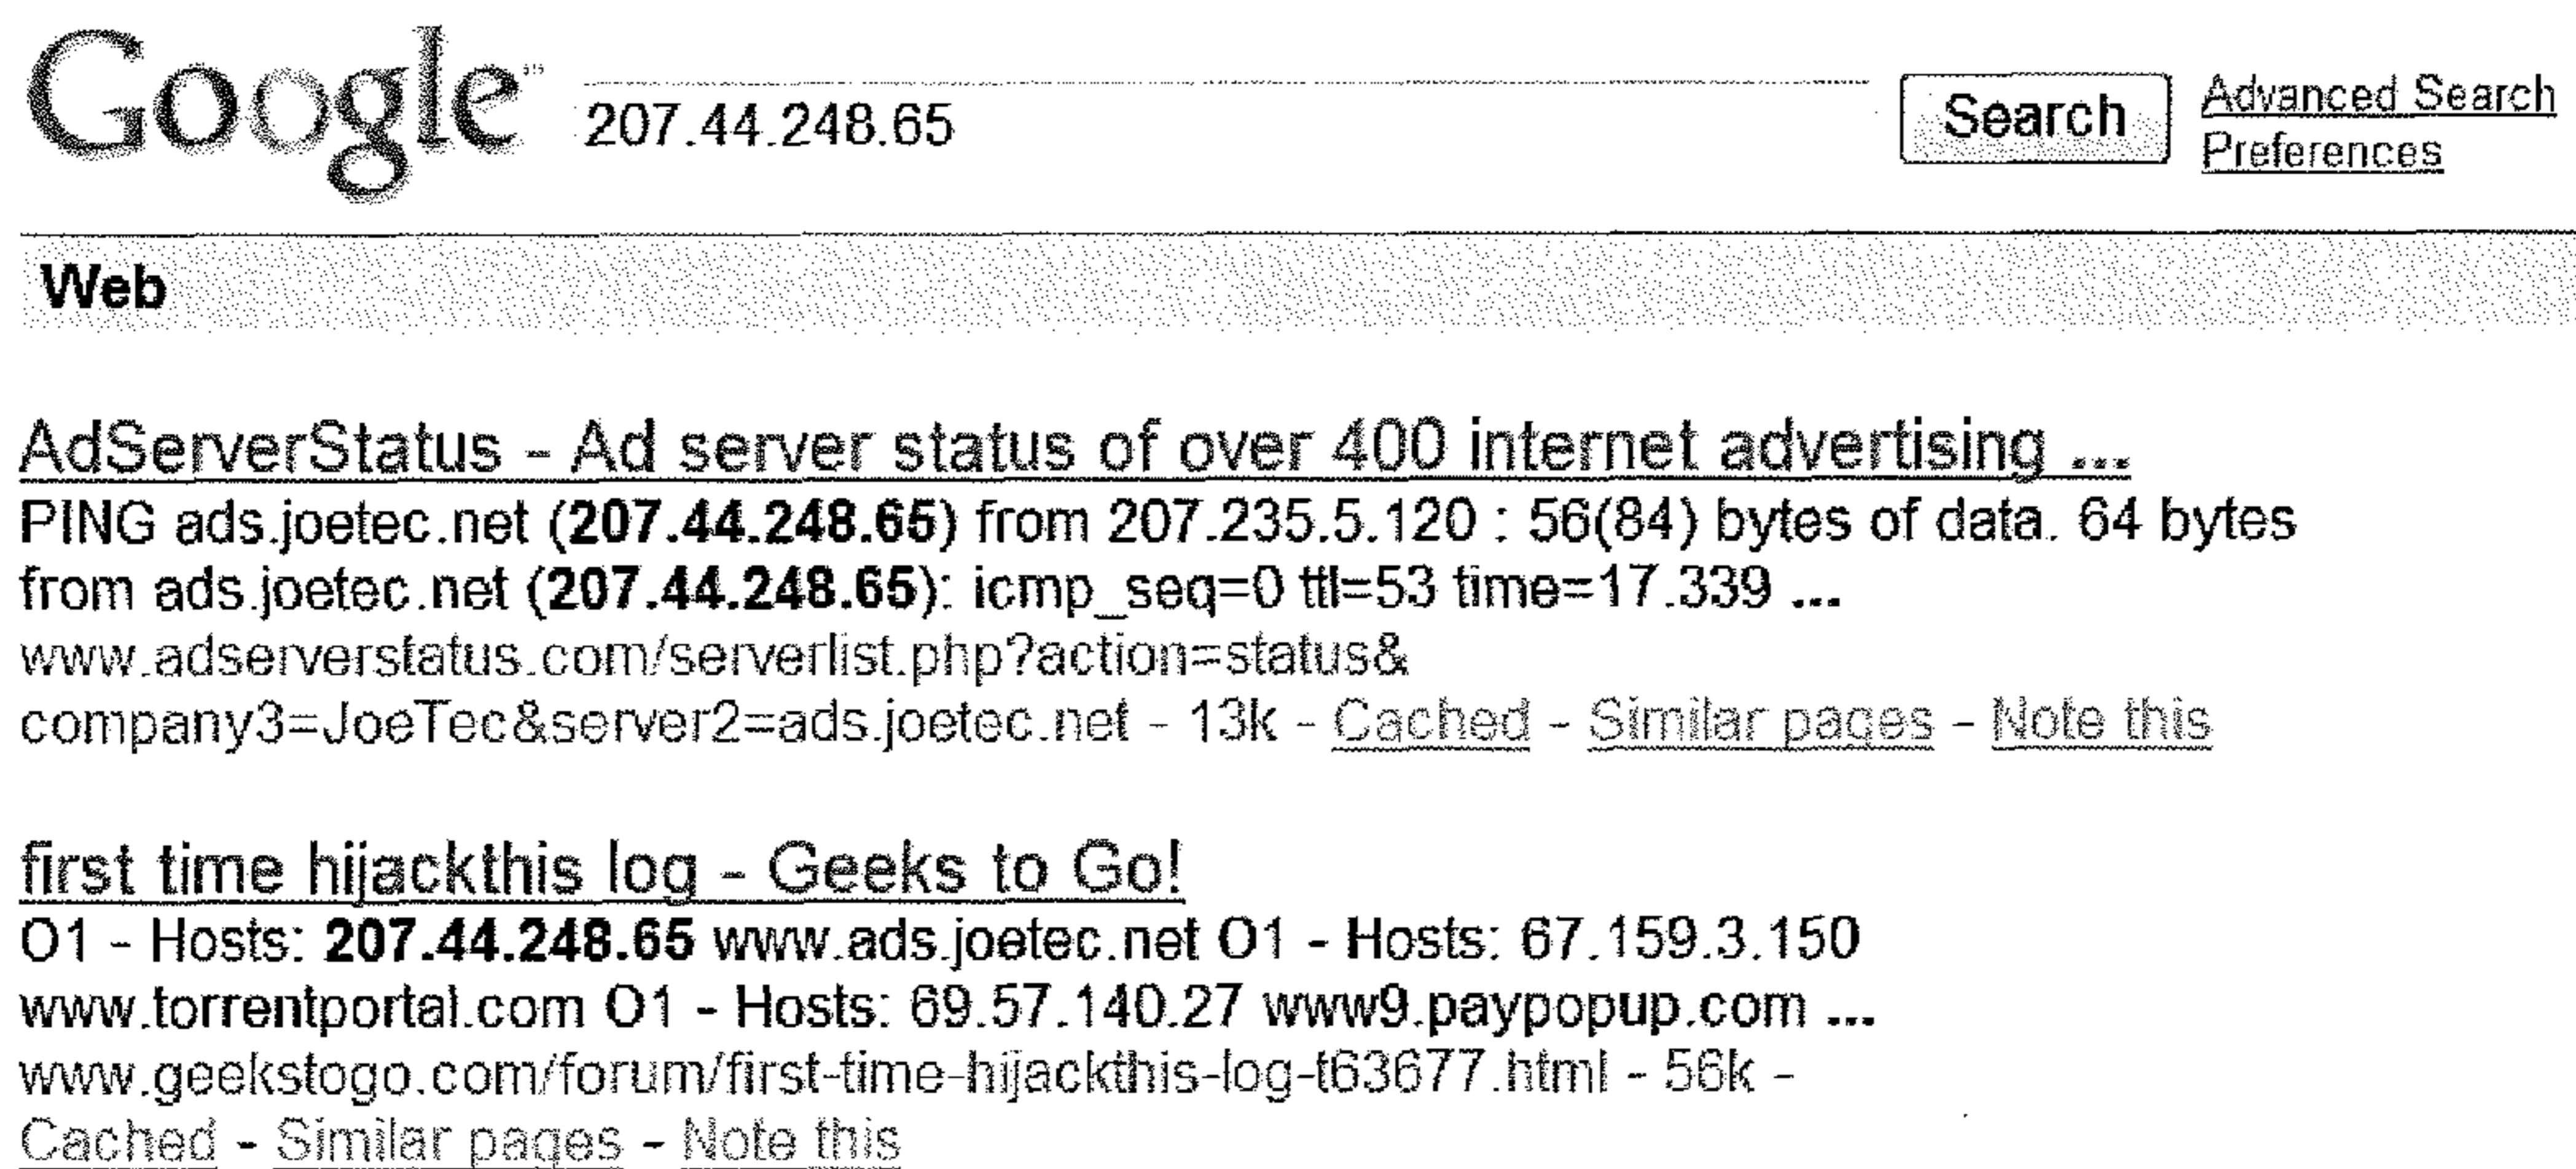 Google
207.44.248.65
Search
Advanced Search
Preferences
Web
AdServerStatus - Ad server status of over 400 internet advertising ...
PING ads.joetec.net (207.44.248.65) from 207.235.5.120 : 56(84) bytes of data. 64 bytes
from ads.joetec.net (207.44.248.65): icmp_seq=0 ttl=53 time=17.339 ...
www.adserverstatus.com/serverlist.php?action=status&
company3=JoeTec&server2=ads.joetec.net - 13k - Cached - Similar pages - Note this
first time hijackthis log - Geeks to Go!
O1 - Hosts: 207.44.248.65 www.ads.joetec.net O1 - Hosts: 67.159.3.150
www.torrentportal.com O1 - Hosts: 69.57.140.27 www9.paypopup.com ...
www.geekstogo.com/forum/first-time-hijackthis-log-t63677.html - 56k -
Cached - Similar pages - Note this